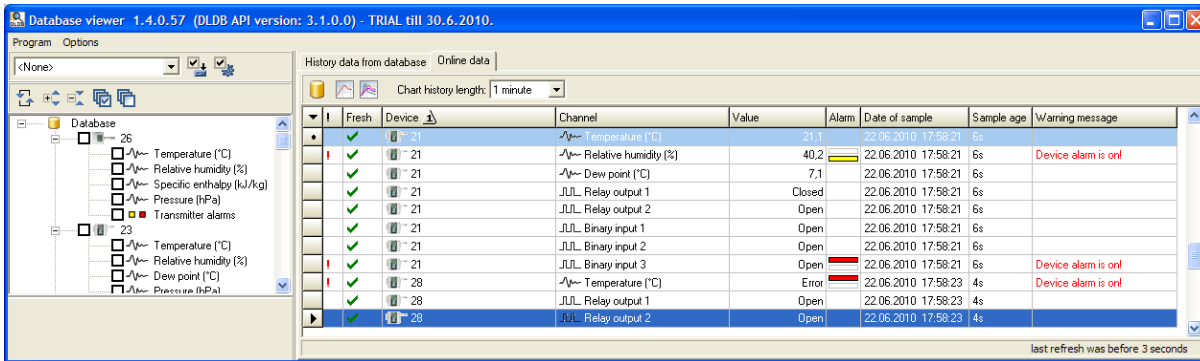 Database viewer 1.4.0.57 (DLDB API version: 3.1.0.0) - TRIAL till 30.6.2010.
Program Options
<None>
History data from database Online data
Chart history length: 1 minute
Database
26
Temperature (°C)
Relative humidity (%)
Specific enthalpy (kJ/kg)
Pressure (hPa)
Transmitter alarms
23
Temperature (°C)
Relative humidity (%)
Dew point (°C)
Pressure (hPa)
! Fresh Device 1 Channel Value Alarm Date of sample Sample age Warning message
21 Temperature (°C) 21,1 22.06.2010 17:58:21 6s
! 21 Relative humidity (%) 40,2 22.06.2010 17:58:21 6s Device alarm is on!
21 Dew point (°C) 7,1 22.06.2010 17:58:21 6s
21 Relay output 1 Closed 22.06.2010 17:58:21 6s
21 Relay output 2 Open 22.06.2010 17:58:21 6s
21 Binary input 1 Open 22.06.2010 17:58:21 6s
21 Binary input 2 Open 22.06.2010 17:58:21 6s
! 21 Binary input 3 Open 22.06.2010 17:58:21 6s Device alarm is on!
! 28 Temperature (°C) Error 22.06.2010 17:58:23 4s Device alarm is on!
28 Relay output 1 Open 22.06.2010 17:58:23 4s
28 Relay output 2 Open 22.06.2010 17:58:23 4s
last refresh was before 3 seconds